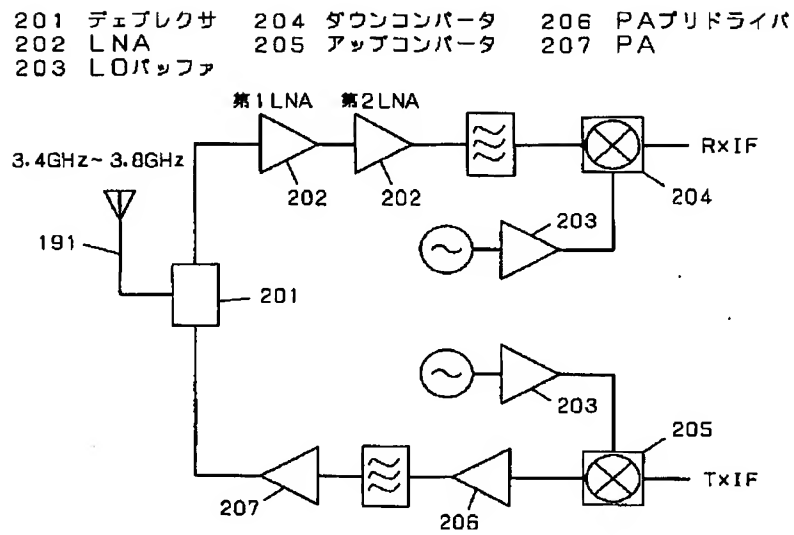 201 デュプレクサ 204 ダウンコンバータ 206 PAプリドライバ
202 LNA 205 アップコンバータ 207 PA
203 LOバッファ
第1LNA 第2LNA
3.4GHz~3.8GHz
RxIF
202 202 204
203
191
201
203
205
TxIF
207 206